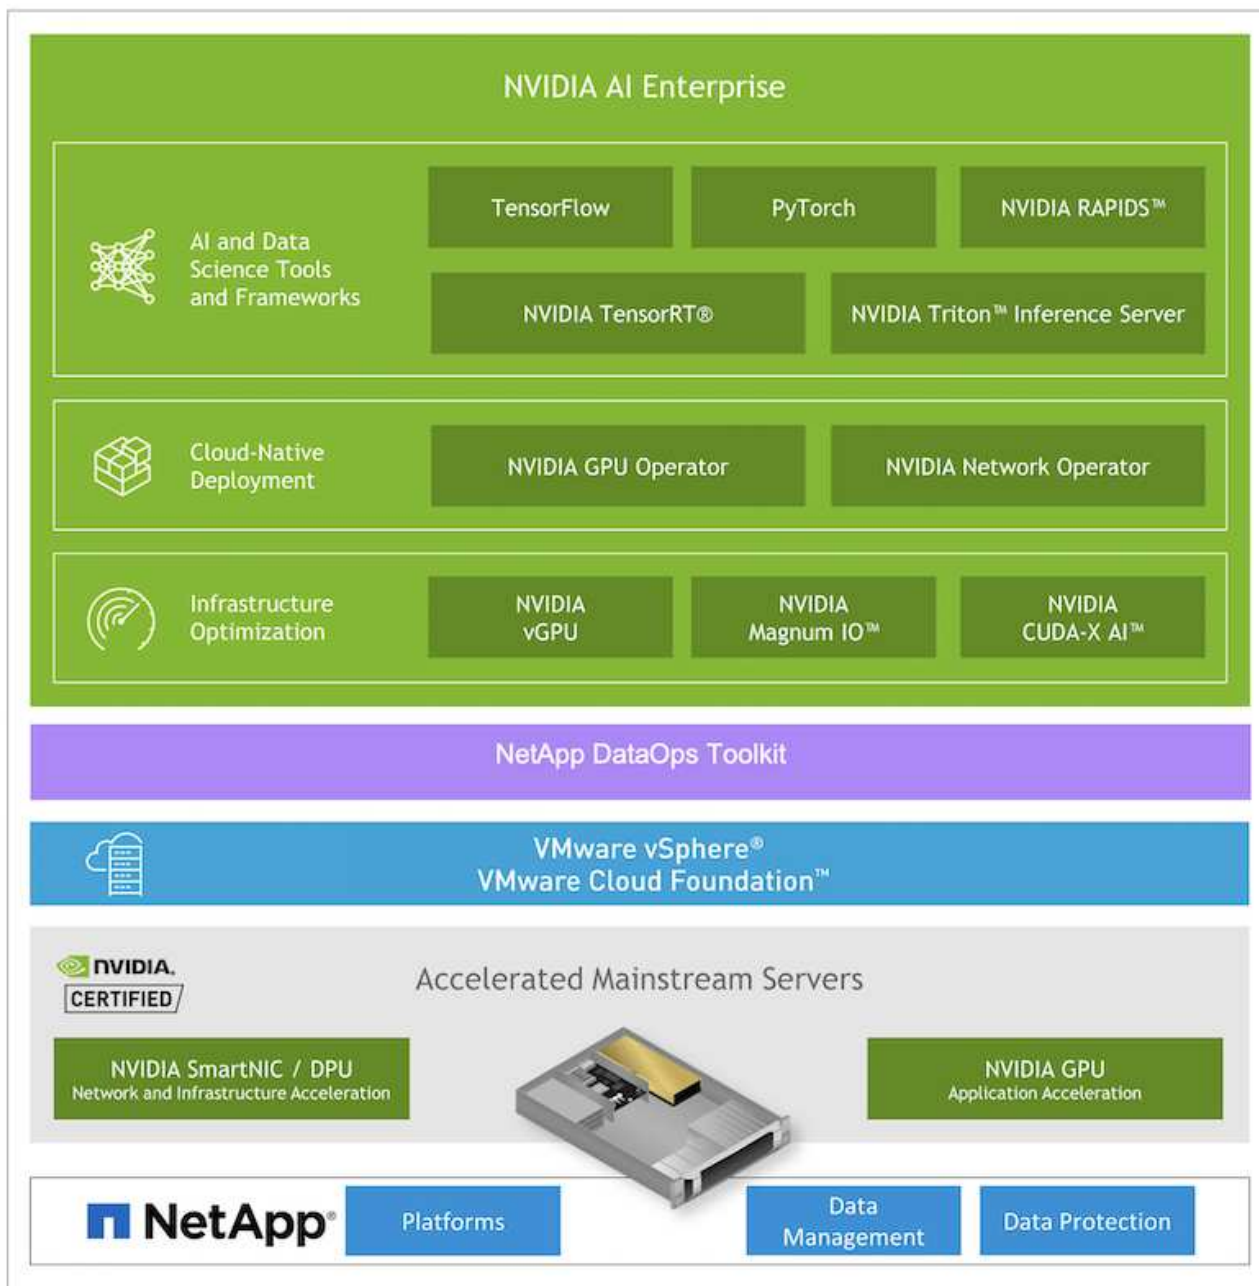 NVIDIA AI Enterprise
AI and Data
Science Tools
and Frameworks
TensorFlow
PyTorch
NVIDIA RAPIDS™
NVIDIA TensorRT®
NVIDIA Triton™ Inference Server
Cloud-Native
Deployment
NVIDIA GPU Operator
NVIDIA Network Operator
Infrastructure
Optimization
NVIDIA
vGPU
NVIDIA
Magnum IO™
NVIDIA
CUDA-X AI™
NetApp DataOps Toolkit
VMware vSphere®
VMware Cloud Foundation™
NVIDIA.
CERTIFIED
Accelerated Mainstream Servers
NVIDIA SmartNIC / DPU
Network and Infrastructure Acceleration
NVIDIA GPU
Application Acceleration
NetApp®
Platforms
Data
Management
Data Protection